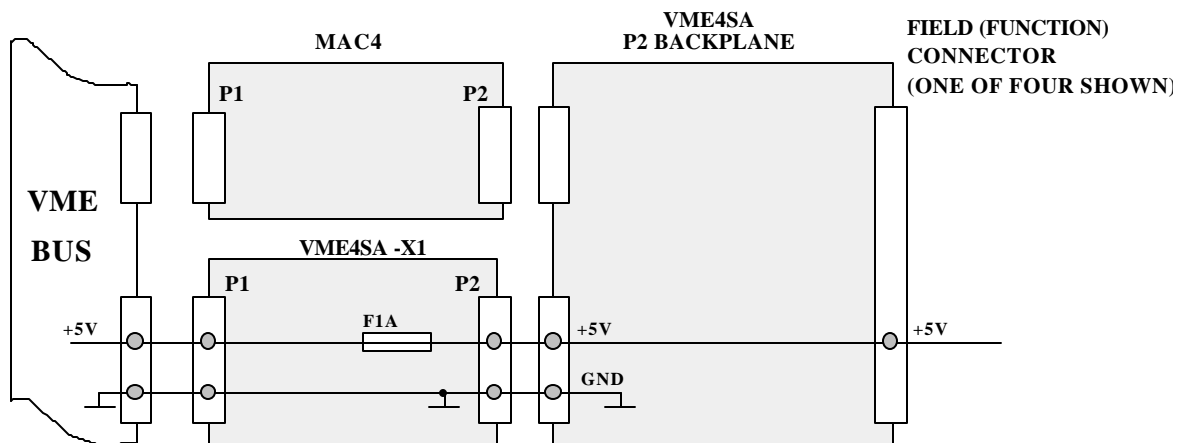 MAC4
VME4SA
P2 BACKPLANE
FIELD (FUNCTION)
CONNECTOR
(ONE OF FOUR SHOWN)
P1
P2
VME
BUS
VME4SA -X1
P1
P2
+5V
F1A
+5V
+5V
GND